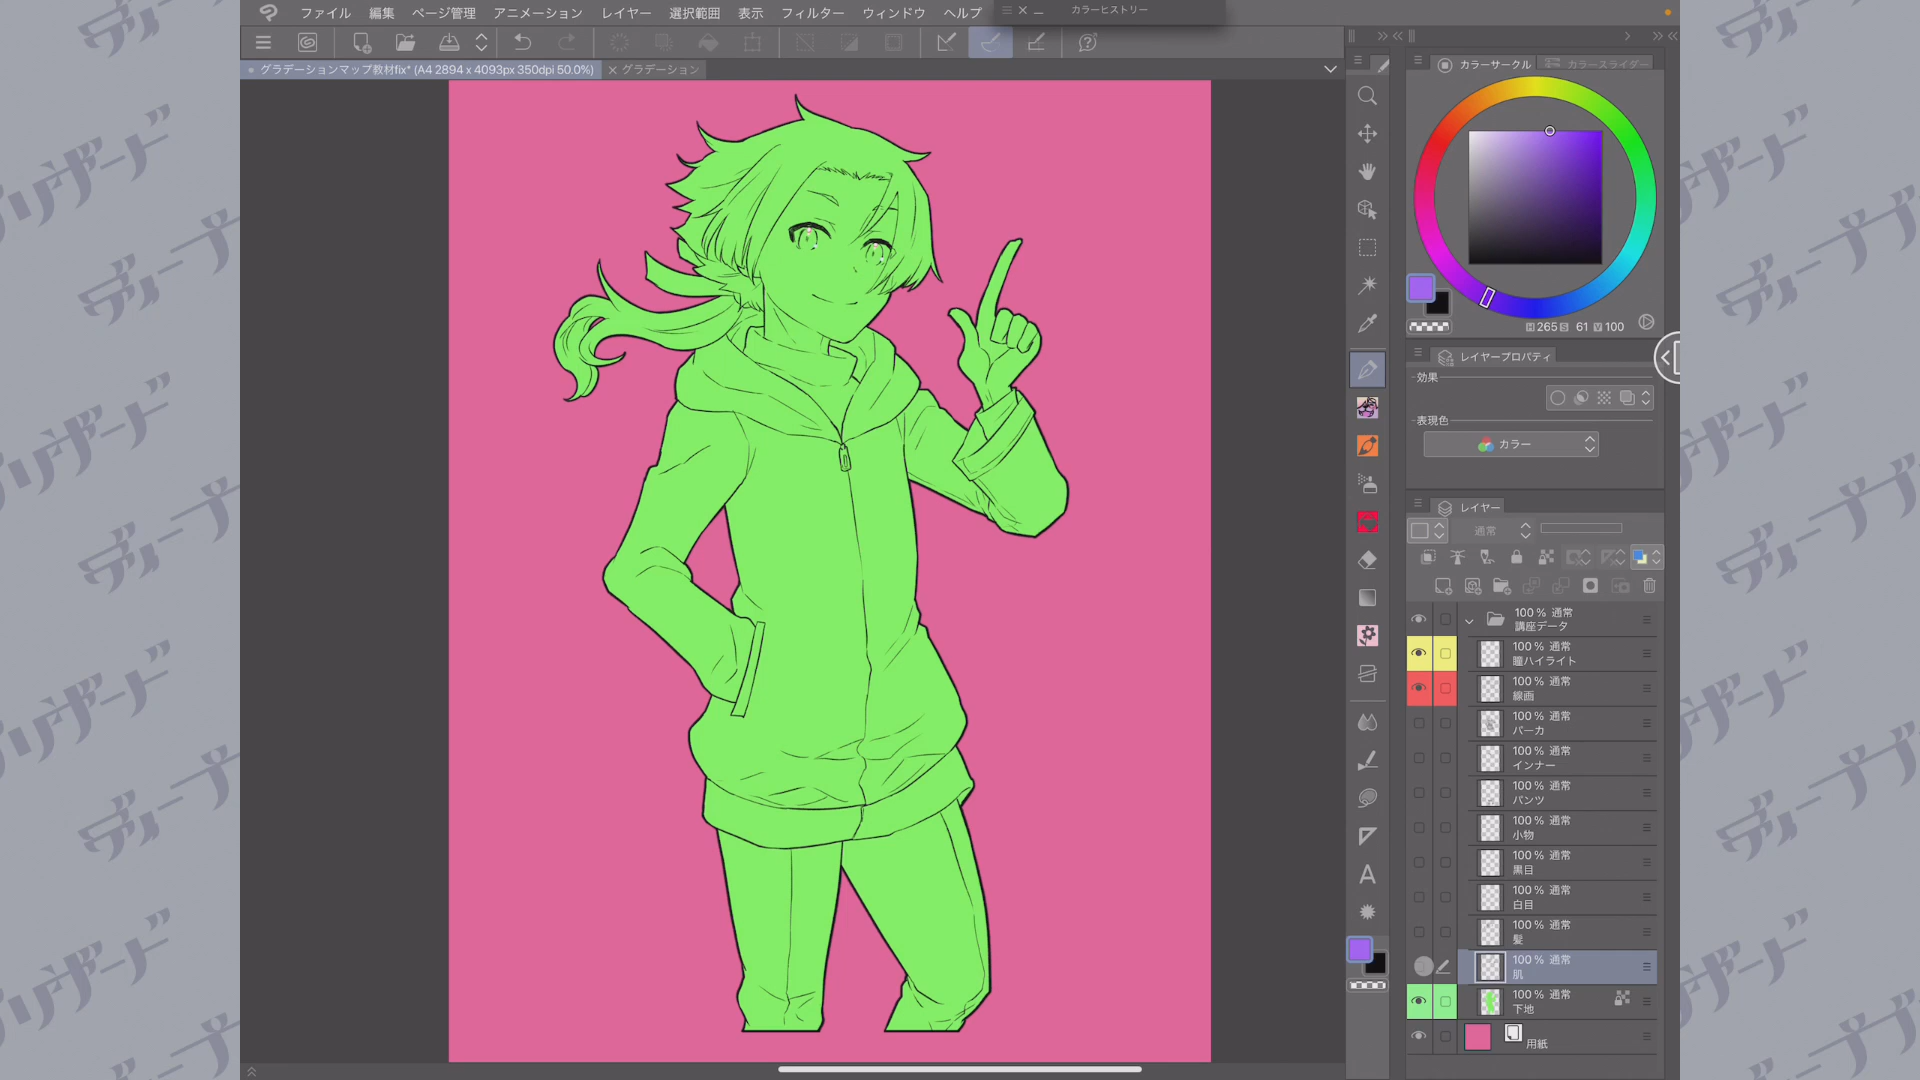 ファイル 編集 ページ管理 アニメーション レイヤー 選択範囲 表示 フィルター ウィンドウ ヘルプ カラーヒストリー
グラデーションマップ教材fix* (A4 2894 x 4093px 350dpi 50.0%) グラデーション
カラーサークル カラースライダー
H 265 S 61 V 100
レイヤープロパティ
効果
表現色
カラー
レイヤー
通常
100 % 通常
講座データ
100 % 通常
瞳ハイライト
100 % 通常
線画
100 % 通常
パーカ
100 % 通常
インナー
100 % 通常
パンツ
100 % 通常
小物
100 % 通常
黒目
100 % 通常
白目
100 % 通常
髪
100 % 通常
肌
100 % 通常
下地
用紙
A